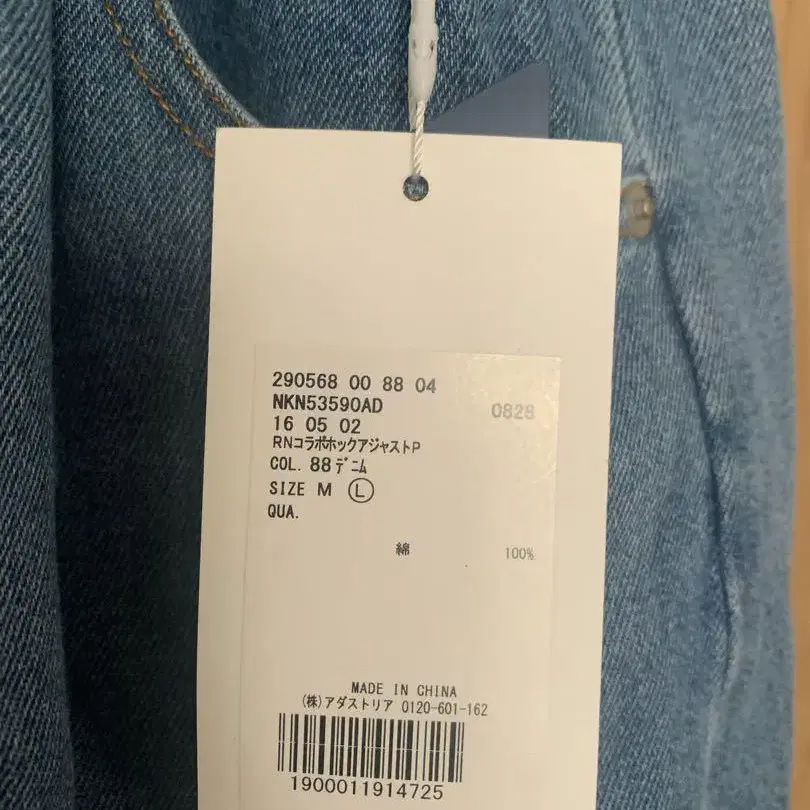 290568 00 88 04
NKN53590AD 0828
16 05 02
RNコラボホックアジャストP
COL. 88デニム
SIZE M Ⓛ
QUA.
綿 100%
MADE IN CHINA
(株)アダストリア 0120-601-162
1900011914725